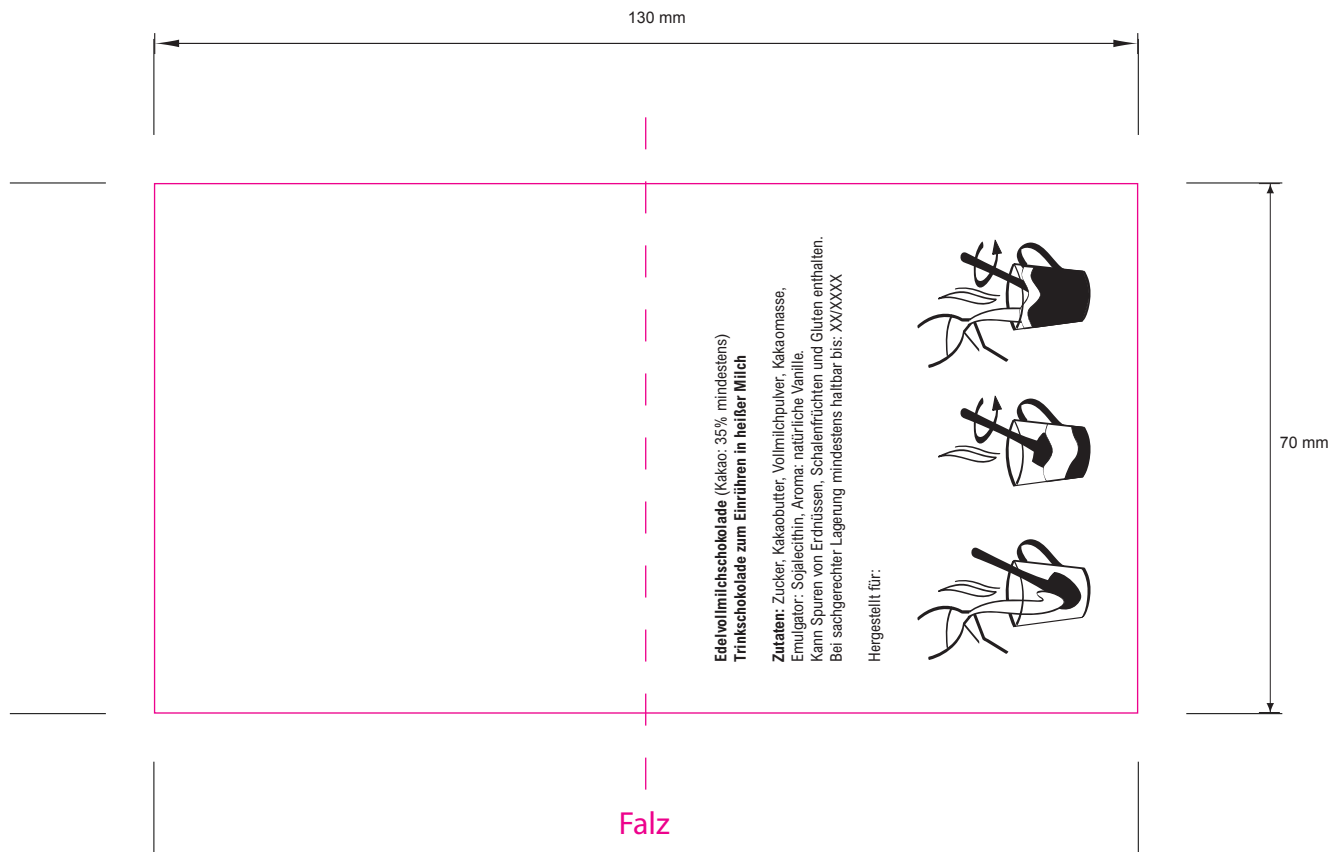 130 mm
Edelvollmilchschokolade (Kakao: 35% mindestens)
Trinkschokolade zum Einrühren in heißer Milch
Zutaten: Zucker, Kakaobutter, Vollmilchpulver, Kakaomasse,
Emulgator: Sojalecithin, Aroma: natürliche Vanille.
Kann Spuren von Erdnüssen, Schalenfrüchten und Gluten enthalten.
Bei sachgerechter Lagerung mindestens haltbar bis: XX/XXXX
Hergestellt für:
70 mm
Falz